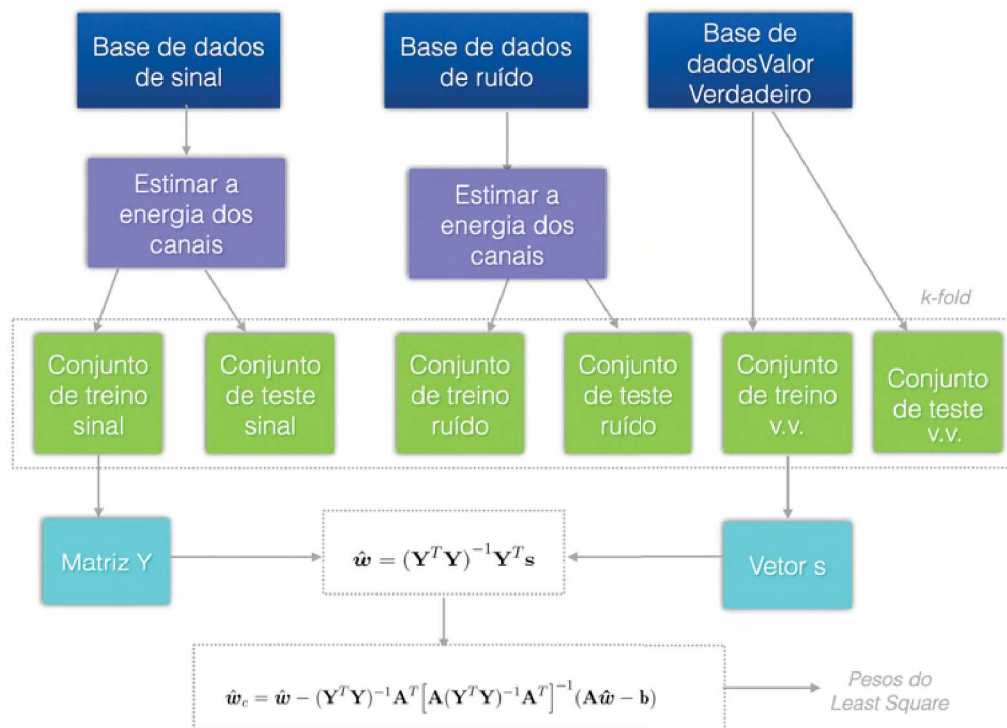 Base de dados
de sinal
Base de dados
de ruído
Base de
dadosValor
Verdadeiro
Estimar a
energia dos
canais
Estimar a
energia dos
canais
k-fold
Conjunto
de treino
sinal
Conjunto
de teste
sinal
Conjunto
de treino
ruído
Conjunto
de teste
ruído
Conjunto
de treino
v.v.
Conjunto
de teste
v.v.
Matriz Y
ŵ = (YᵀY)⁻¹Yᵀs
Vetor s
ŵ_c = ŵ − (YᵀY)⁻¹Aᵀ[A(YᵀY)⁻¹Aᵀ]⁻¹(Aŵ − b)
Pesos do
Least Square